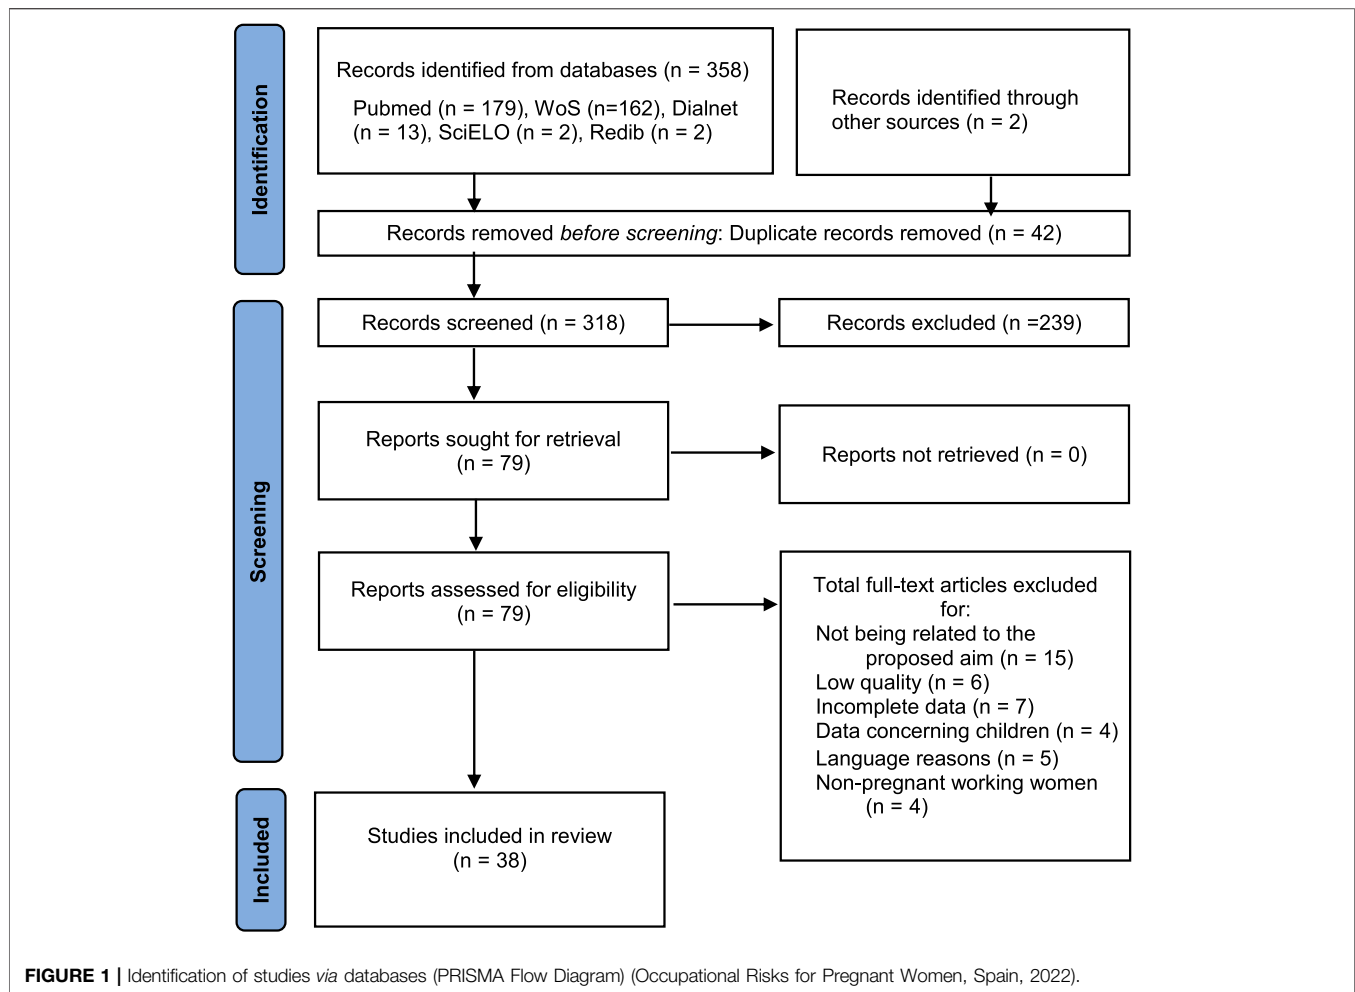 Identification
Records identified from databases (n = 358)
Pubmed (n = 179), WoS (n=162), Dialnet
(n = 13), SciELO (n = 2), Redib (n = 2)
Records identified through
other sources (n = 2)
Records removed before screening: Duplicate records removed (n = 42)
Screening
Records screened (n = 318)
Records excluded (n =239)
Reports sought for retrieval
(n = 79)
Reports not retrieved (n = 0)
Reports assessed for eligibility
(n = 79)
Total full-text articles excluded
for:
Not being related to the
proposed aim (n = 15)
Low quality (n = 6)
Incomplete data (n = 7)
Data concerning children (n = 4)
Language reasons (n = 5)
Non-pregnant working women
(n = 4)
Included
Studies included in review
(n = 38)
FIGURE 1 | Identification of studies via databases (PRISMA Flow Diagram) (Occupational Risks for Pregnant Women, Spain, 2022).